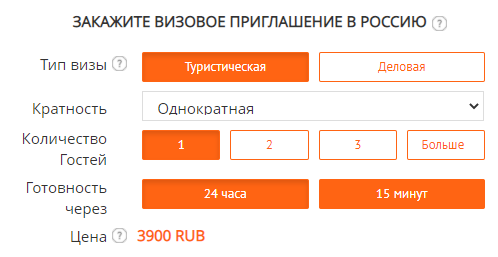 ЗАКАЖИТЕ ВИЗОВОЕ ПРИГЛАШЕНИЕ В РОССИЮ ?
Тип визы ? Туристическая Деловая
Кратность Однократная
Количество Гостей 1 2 3 Больше
Готовность через 24 часа 15 минут
Цена ? 3900 RUB